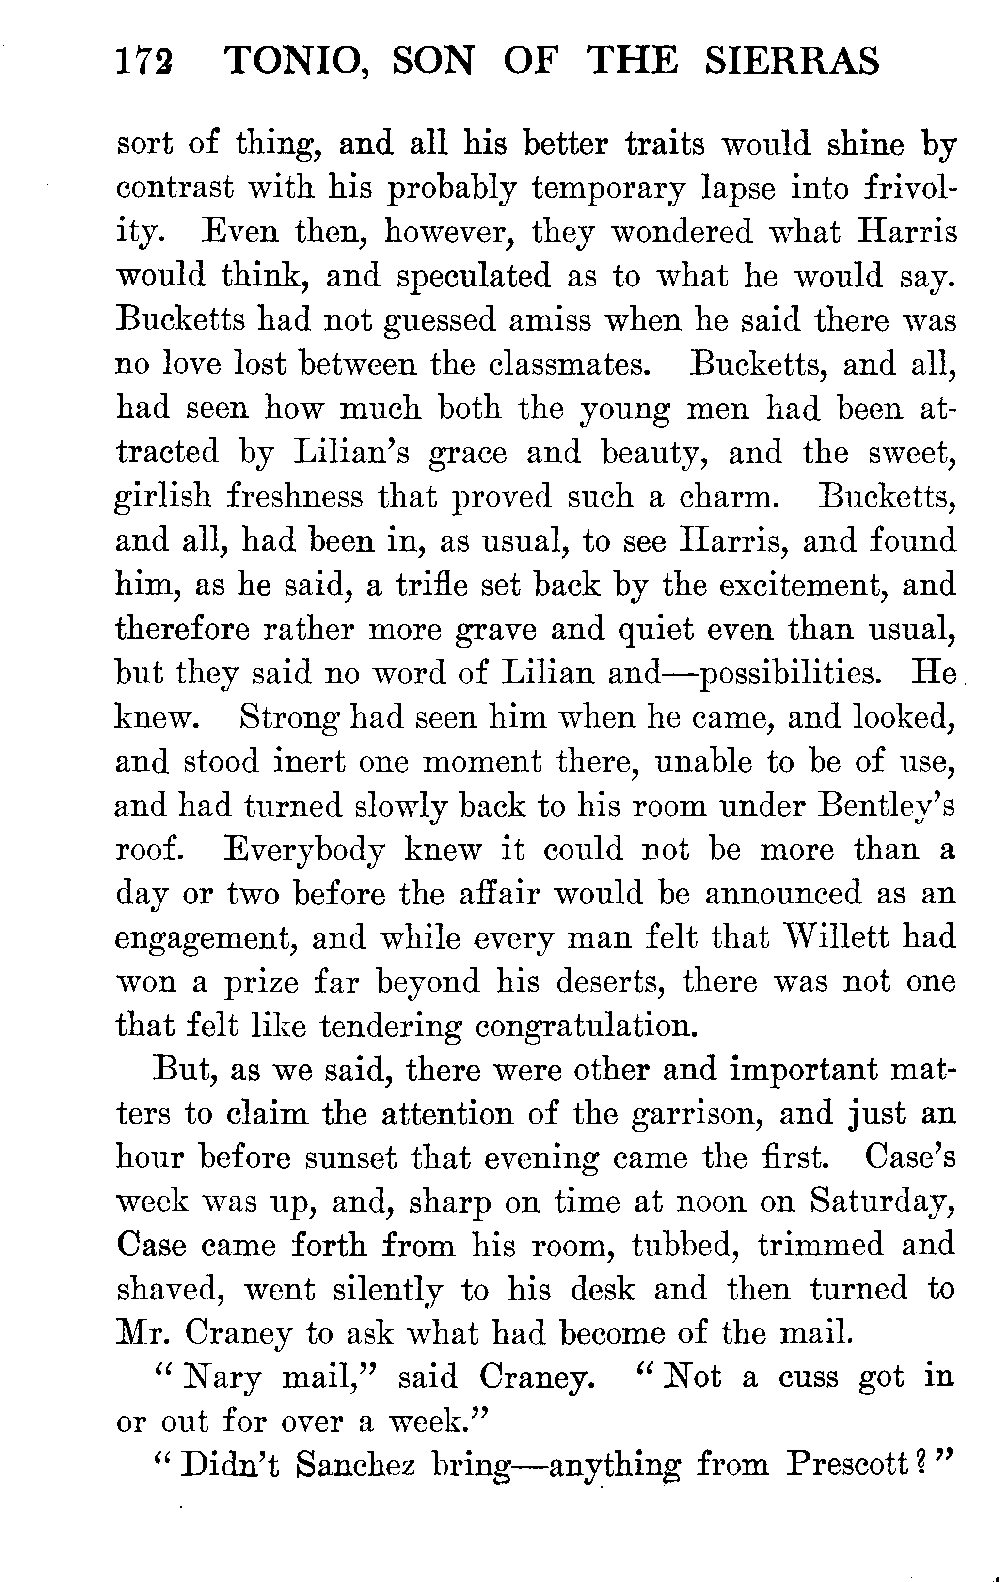 172 TONIO, SON OF THE SIERRAS
sort of thing, and all his better traits would shine by
contrast with his probably temporary lapse into frivol-
ity. Even then, however, they wondered what Harris
would think, and speculated as to what he would say.
Bucketts had not guessed amiss when he said there was
no love lost between the classmates. Bucketts, and all,
had seen how much both the young men had been at-
tracted by Lilian's grace and beauty, and the sweet,
girlish freshness that proved such a charm. Bucketts,
and all, had been in, as usual, to see Harris, and found
him, as he said, a trifle set back by the excitement, and
therefore rather more grave and quiet even than usual,
but they said no word of Lilian and—possibilities. He
knew. Strong had seen him when he came, and looked,
and stood inert one moment there, unable to be of use,
and had turned slowly back to his room under Bentley's
roof. Everybody knew it could not be more than a
day or two before the affair would be announced as an
engagement, and while every man felt that Willett had
won a prize far beyond his deserts, there was not one
that felt like tendering congratulation.
But, as we said, there were other and important mat-
ters to claim the attention of the garrison, and just an
hour before sunset that evening came the first. Case's
week was up, and, sharp on time at noon on Saturday,
Case came forth from his room, tubbed, trimmed and
shaved, went silently to his desk and then turned to
Mr. Craney to ask what had become of the mail.
" Nary mail," said Craney. " Not a cuss got in
or out for over a week."
" Didn't Sanchez bring—anything from Prescott? "